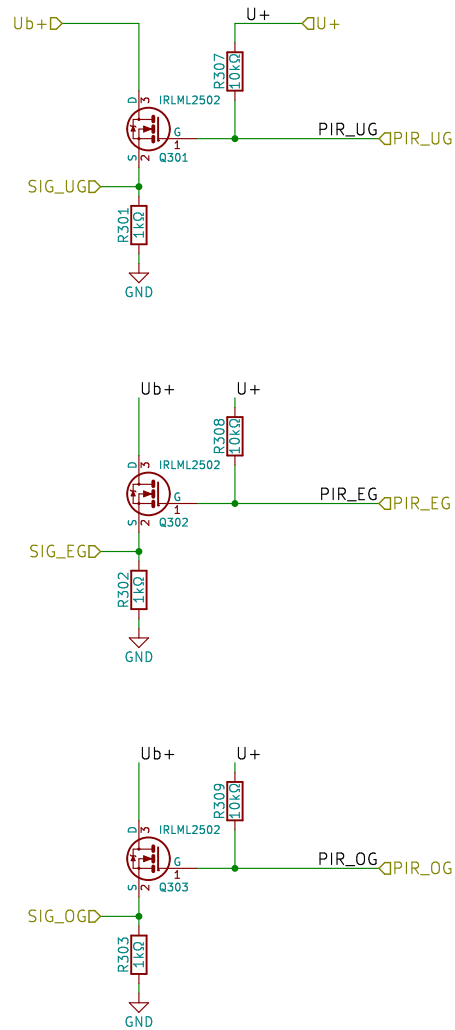 Ub+
U+
U+
R307
10kΩ
D
3
IRLML2502
G
1
PIR_UG
PIR_UG
S
2
Q301
SIG_UG
R301
1kΩ
GND
Ub+
U+
R308
10kΩ
D
3
IRLML2502
G
1
PIR_EG
PIR_EG
S
2
Q302
SIG_EG
R302
1kΩ
GND
Ub+
U+
R309
10kΩ
D
3
IRLML2502
G
1
PIR_OG
PIR_OG
S
2
Q303
SIG_OG
R303
1kΩ
GND